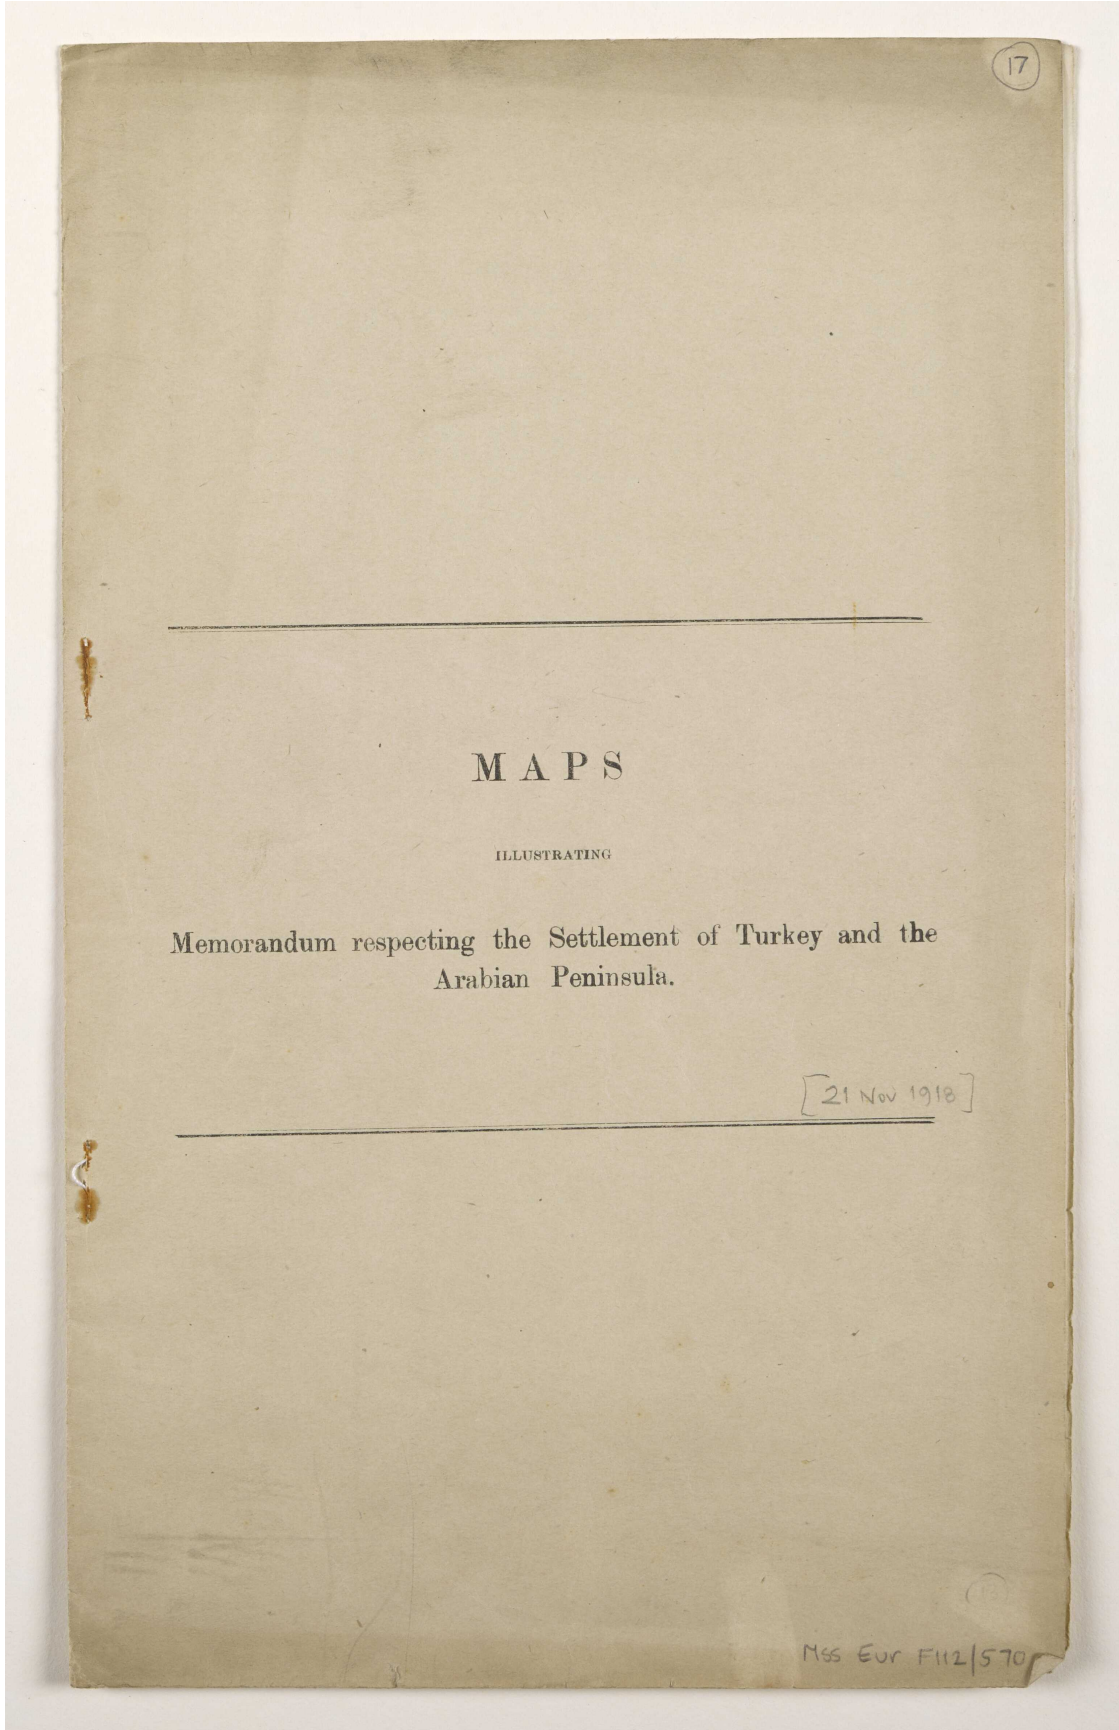 17
MAPS
ILLUSTRATING
Memorandum respecting the Settlement of Turkey and the
Arabian Peninsula.
[21 Nov 1918]
Mss Eur F112/570